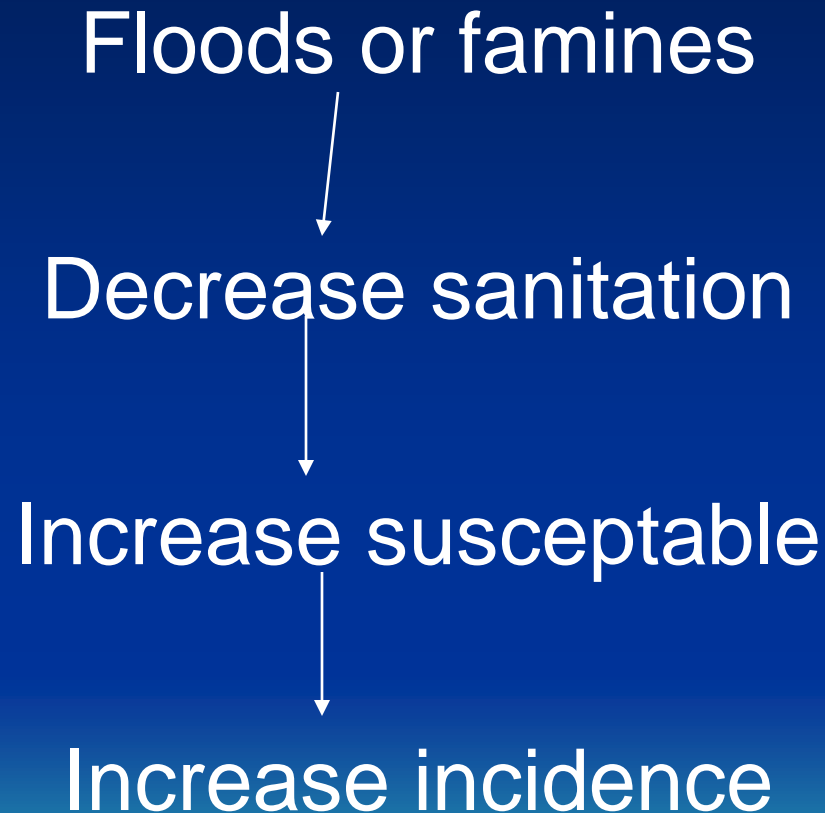 Floods or famines
Decrease sanitation
Increase susceptable
Increase incidence